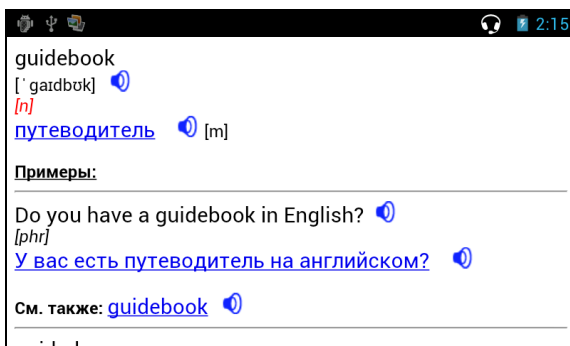 2:15
guidebook
[ˈgaɪdbʊk]
[n]
путеводитель [m]
Примеры:
Do you have a guidebook in English?
[phr]
У вас есть путеводитель на английском?
См. также: guidebook